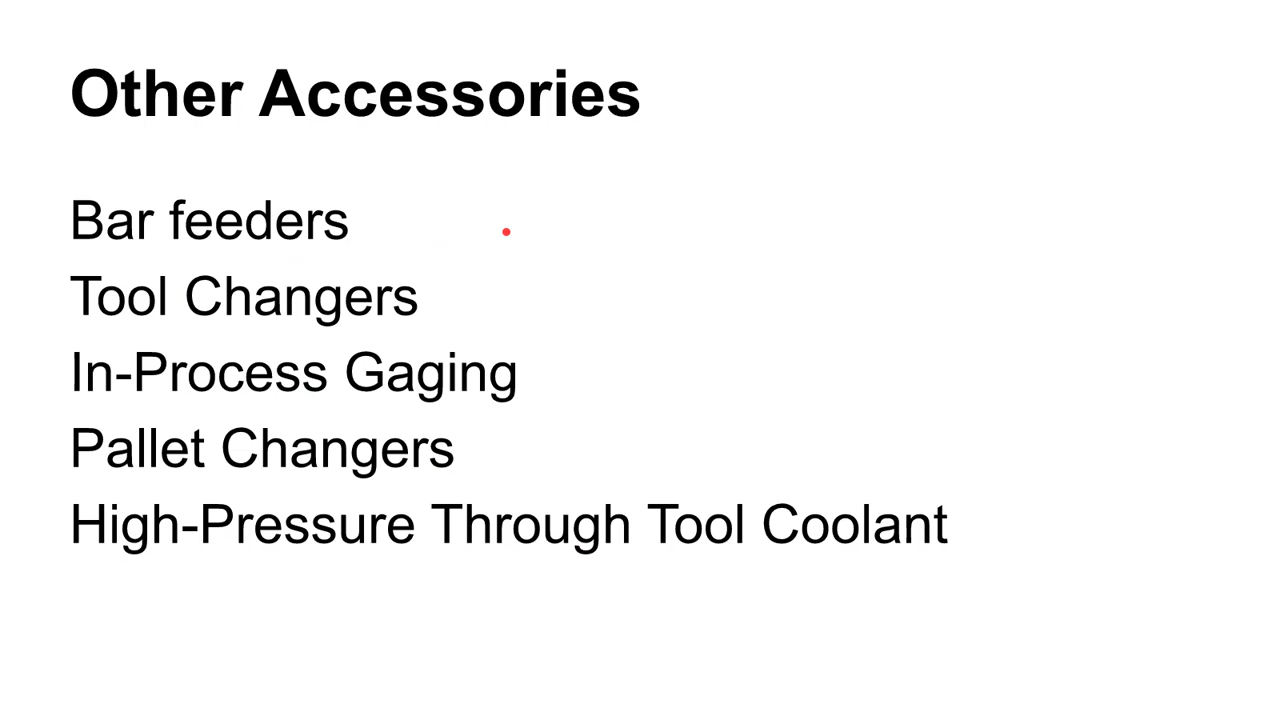 Other Accessories
Bar feeders
Tool Changers
In-Process Gaging
Pallet Changers
High-Pressure Through Tool Coolant